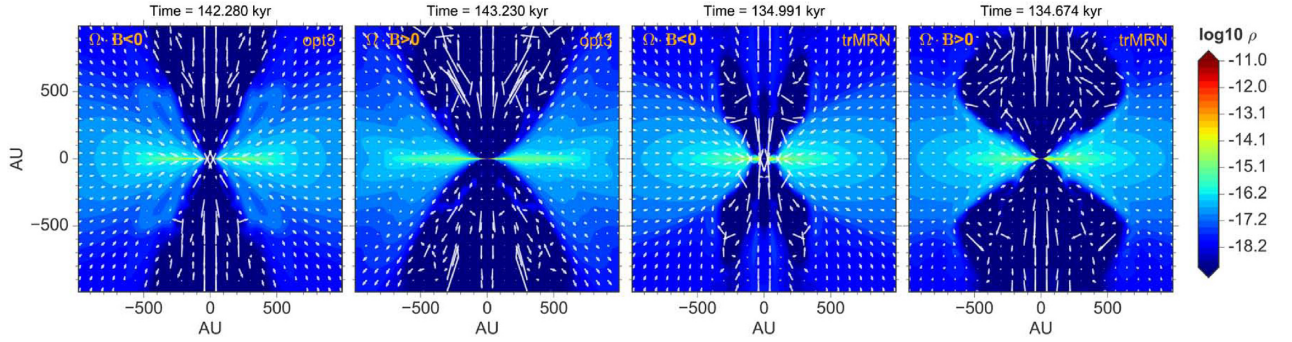 Time = 142.280 kyr
Time = 143.230 kyr
Time = 134.991 kyr
Time = 134.674 kyr
Ω · B<0 opt3
Ω · B>0 opt3
Ω · B<0 trMRN
Ω · B>0 trMRN
log10 ρ
−11.0
−12.0
−13.1
−14.1
−15.1
−16.2
−17.2
−18.2
AU
500
0
−500
−500 0 500
−500 0 500
−500 0 500
−500 0 500
AU
AU
AU
AU